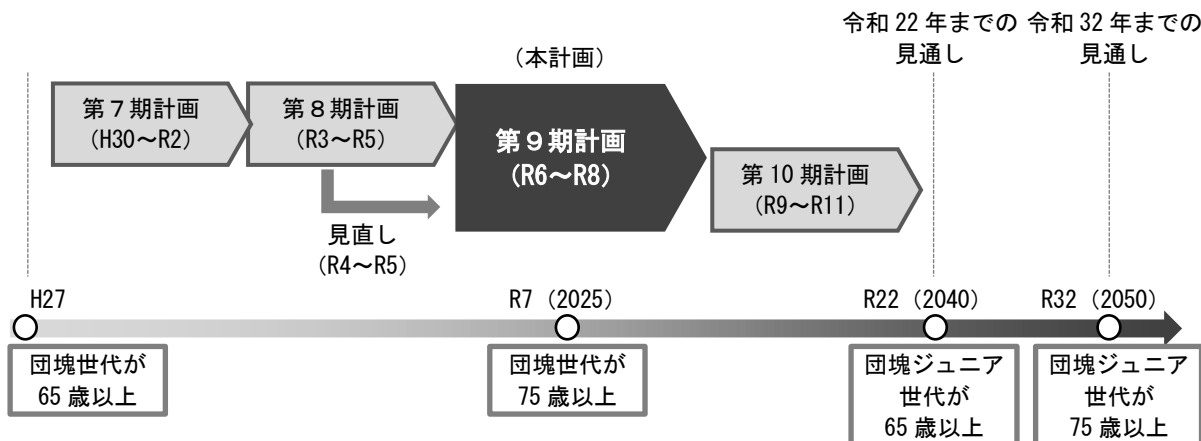 令和 22 年までの
見通し
令和 32 年までの
見通し
（本計画）
第７期計画
（H30～R2）
第８期計画
（R3～R5）
第９期計画
（R6～R8）
第 10 期計画
（R9～R11）
見直し
（R4～R5）
H27
R7（2025）
R22（2040）
R32（2050）
団塊世代が
65 歳以上
団塊世代が
75 歳以上
団塊ジュニア
世代が
65 歳以上
団塊ジュニア
世代が
75 歳以上